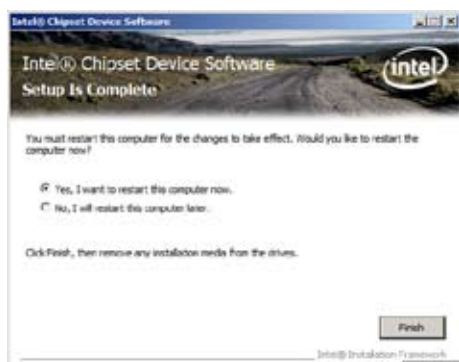 Intel® Chipset Device Software
Intel® Chipset Device Software
Setup Is Complete
intel
You must restart this computer for the changes to take effect. Would you like to restart the
computer now?
Yes, I want to restart this computer now.
No, I will restart this computer later.
Click Finish, then remove any installation media from the drives.
Finish
Intel® Installation Framework